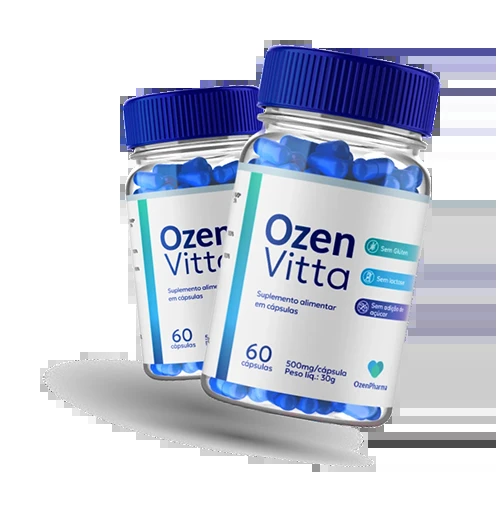 Ozen
Vitta
Suplemento alimenta
em cápsulas
60
cápsulas
Ozen
Vitta
Suplemento alimentar
em cápsulas
60
cápsulas
500mg/cápsula
Peso líq.: 30g
Sem Glúten
Sem lactose
Sem adição de
açúcar
OzenPharma